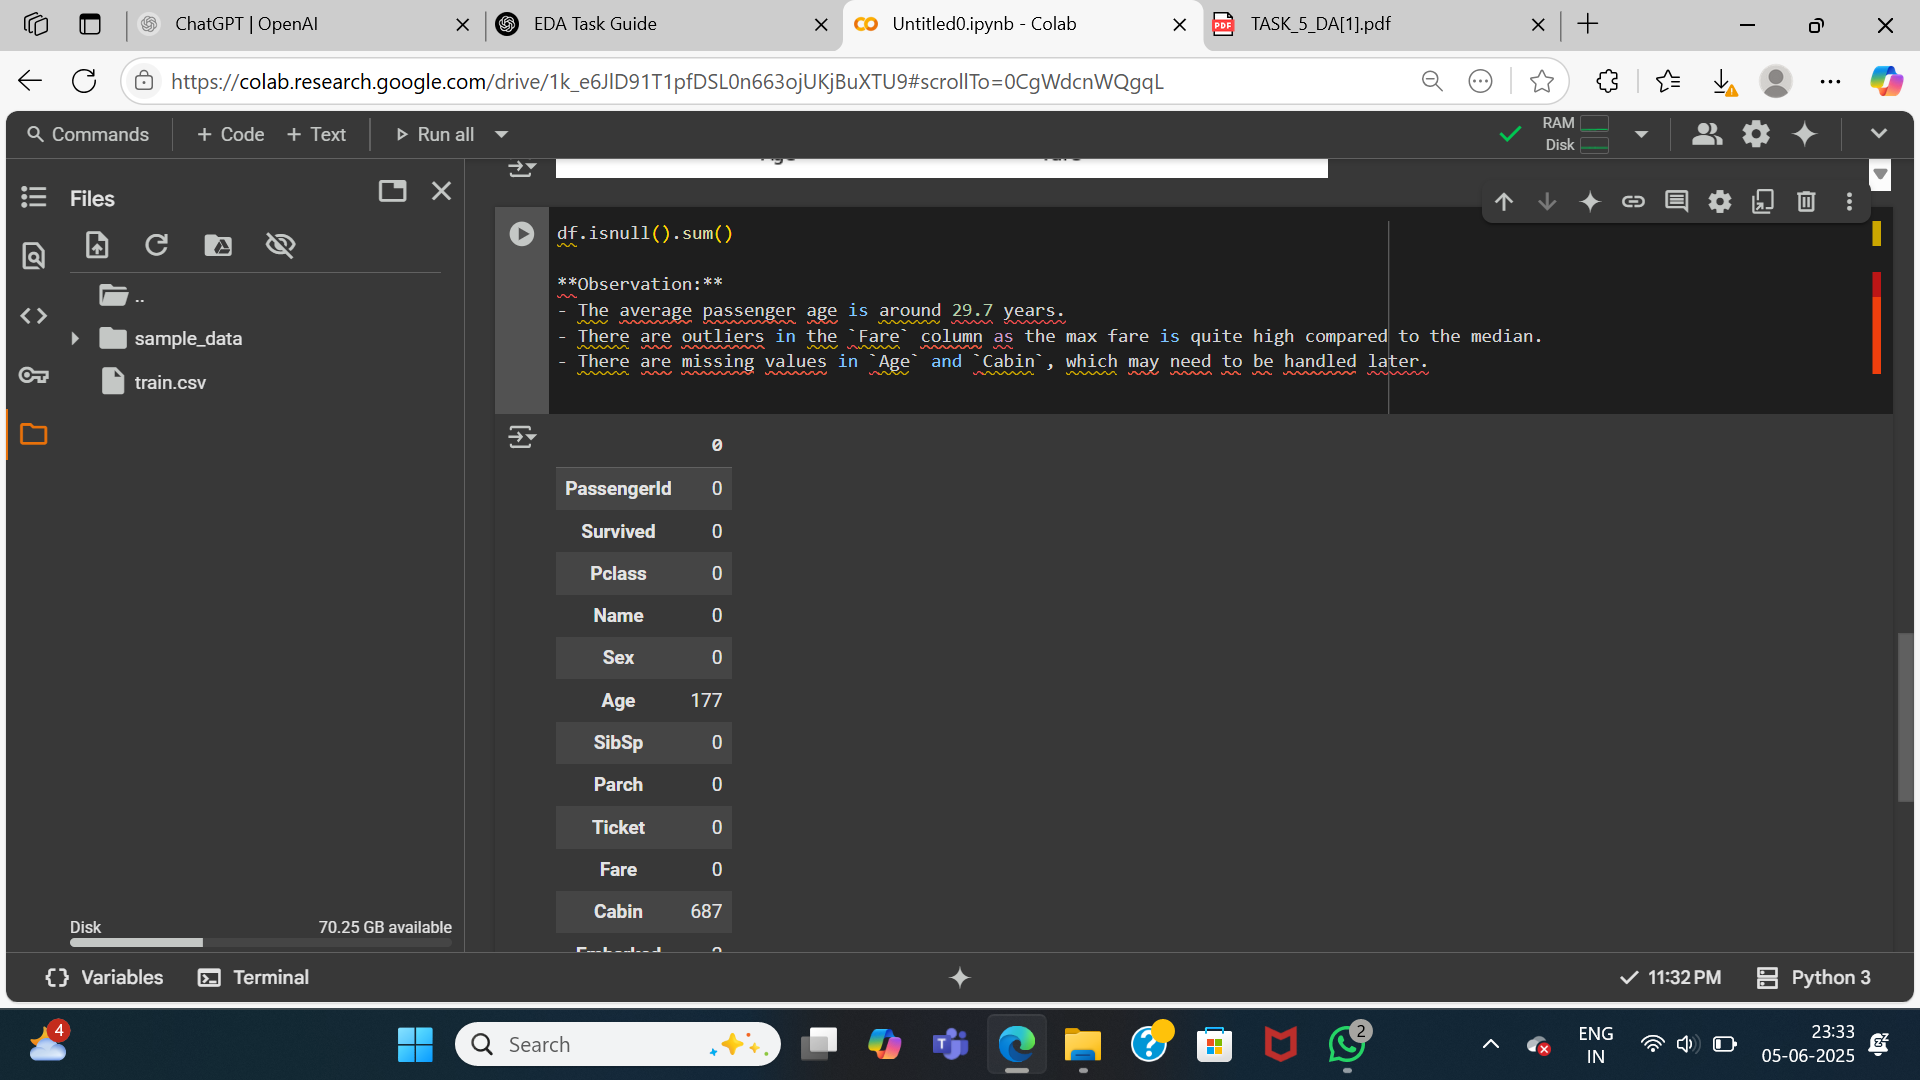 ChatGPT | OpenAI
EDA Task Guide
Untitled0.ipynb - Colab
PDF
TASK_5_DA[1].pdf
https://colab.research.google.com/drive/1k_e6JlD91T1pfDSL0n663ojUKjBuXTU9#scrollTo=0CgWdcnWQgqL
Commands
+ Code
+ Text
Run all
RAM
Disk
Files
..
sample_data
train.csv
Disk
70.25 GB available
df.isnull().sum()
**Observation:**
- The average passenger age is around 29.7 years.
- There are outliers in the `Fare` column as the max fare is quite high compared to the median.
- There are missing values in `Age` and `Cabin`, which may need to be handled later.
0
PassengerId 0
Survived 0
Pclass 0
Name 0
Sex 0
Age 177
SibSp 0
Parch 0
Ticket 0
Fare 0
Cabin 687
{} Variables
Terminal
11:32 PM
Python 3
4
Search
2
ENG
IN
23:33
05-06-2025